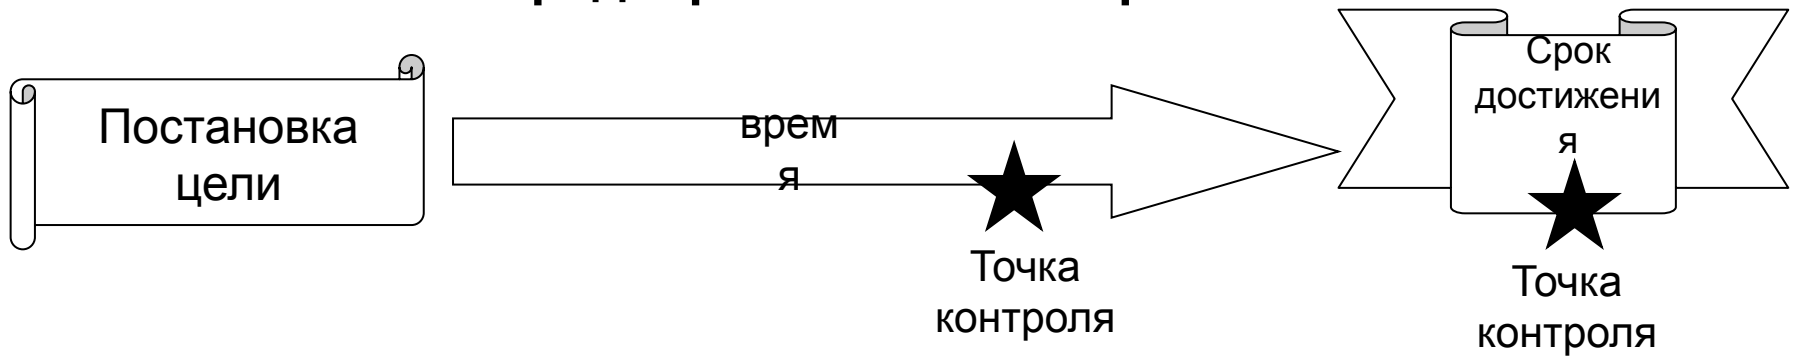 Постановка
цели
врем
я
Точка
контроля
Срок
достижени
я
Точка
контроля